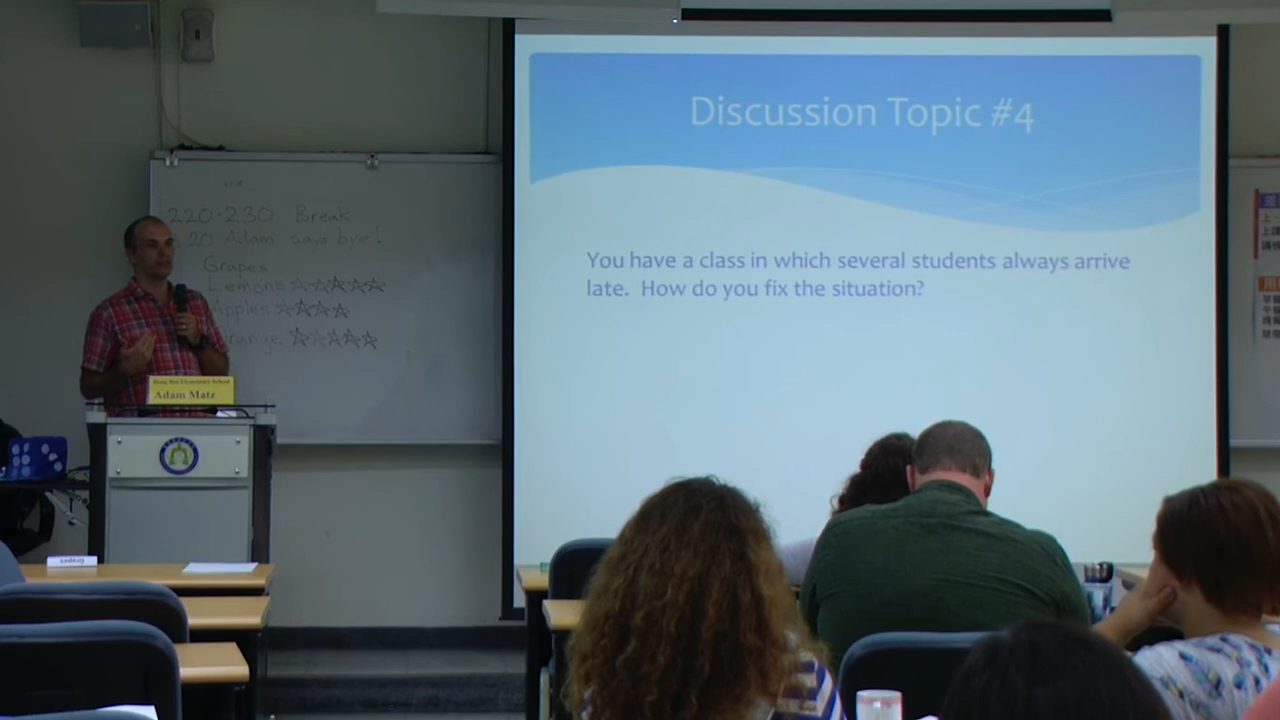 Discussion Topic #4
You have a class in which several students always arrive
late. How do you fix the situation?
220-230 Break
20 Adam says bye!
Grapes
Lemons
Apples
Orange
Adam Matz